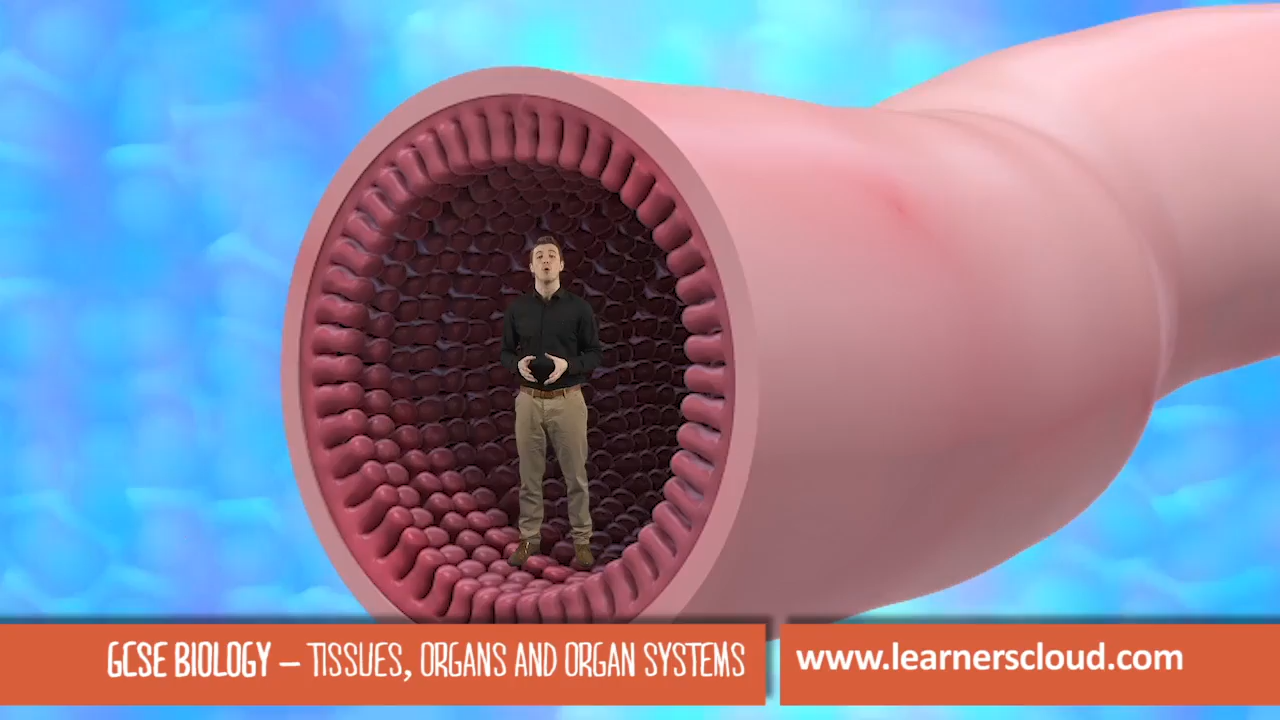 GCSE BIOLOGY – TISSUES, ORGANS AND ORGAN SYSTEMS
www.learnerscloud.com